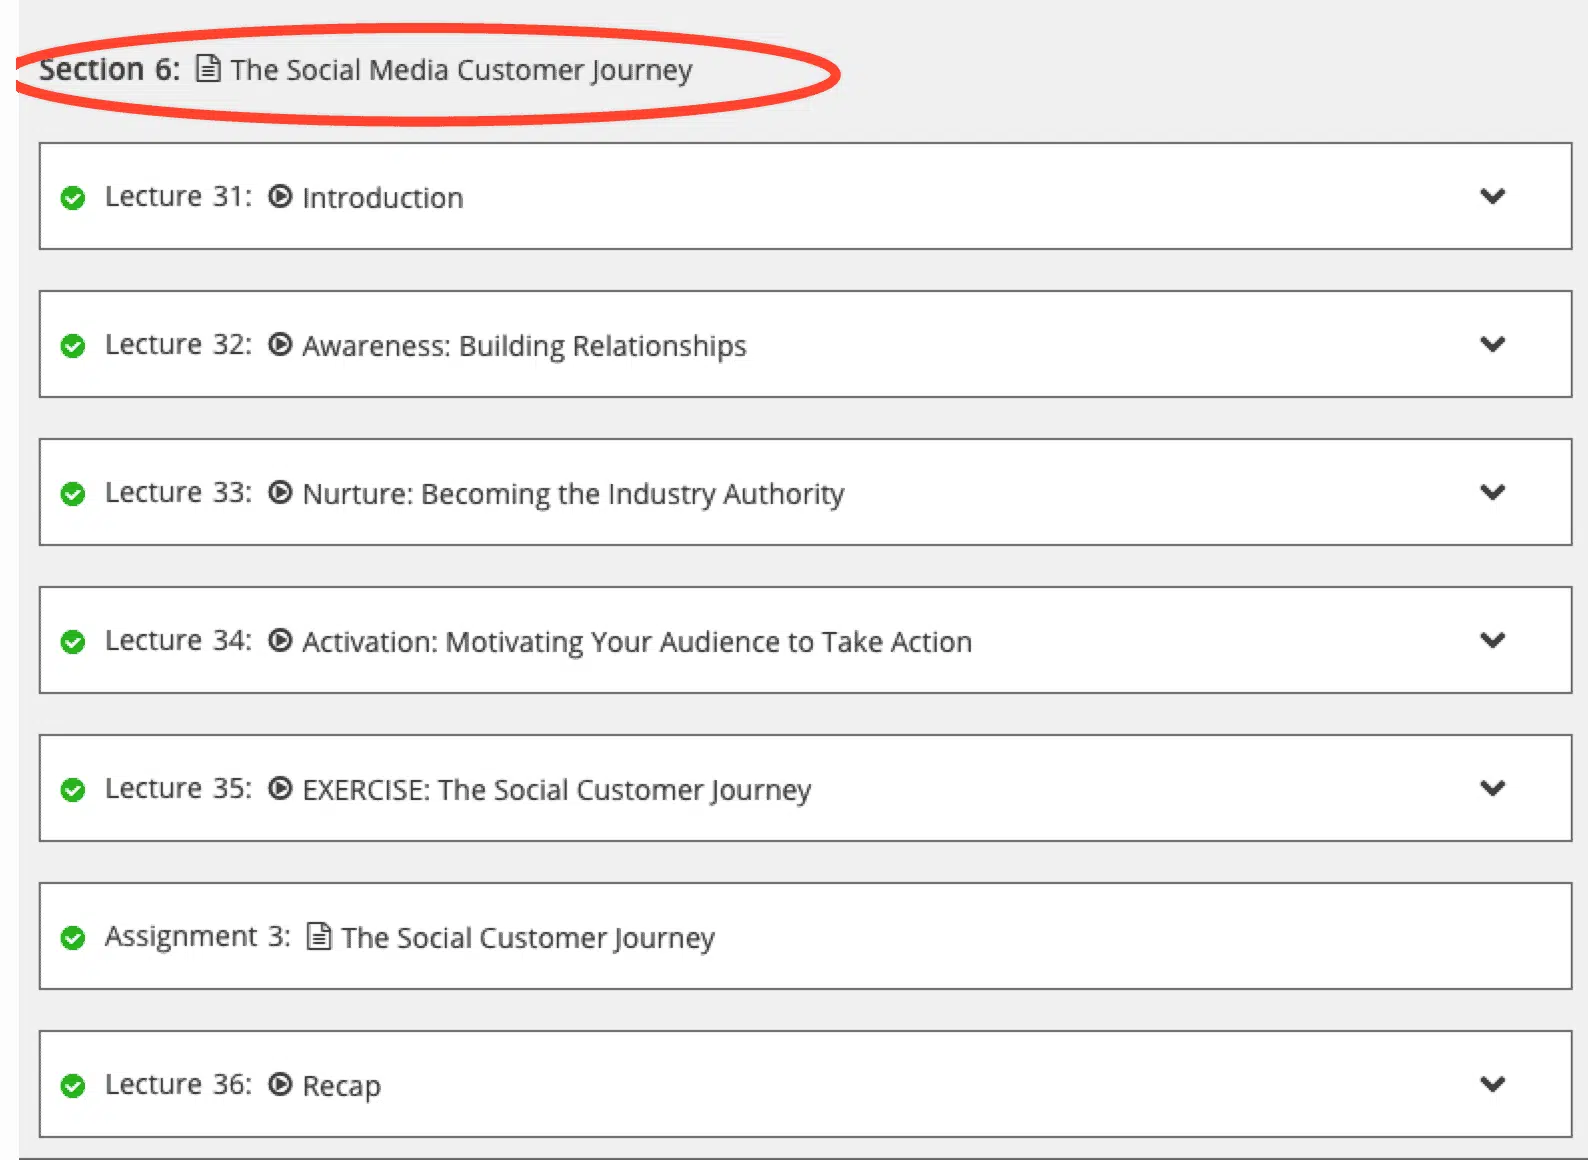 Section 6: The Social Media Customer Journey
Lecture 31: Introduction
Lecture 32: Awareness: Building Relationships
Lecture 33: Nurture: Becoming the Industry Authority
Lecture 34: Activation: Motivating Your Audience to Take Action
Lecture 35: EXERCISE: The Social Customer Journey
Assignment 3: The Social Customer Journey
Lecture 36: Recap